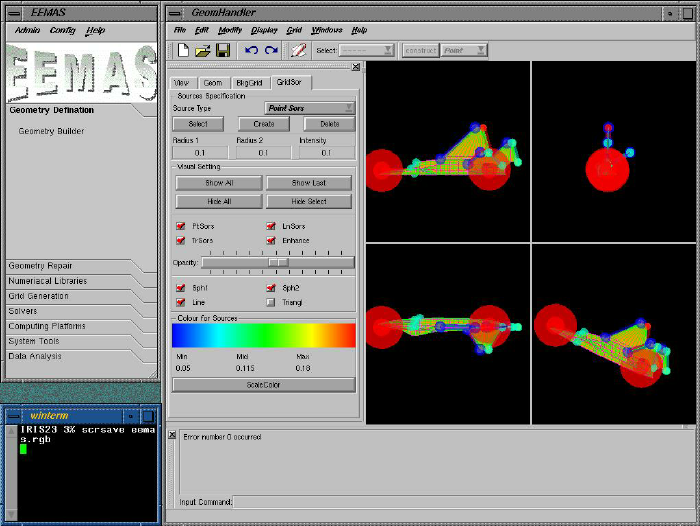 EEMAS
Admin Config Help
EEMAS
Geometry Defination
Geometry Builder
Geometry Repair
Numeriacal Libraries
Grid Generation
Solvers
Computing Platforms
System Tools
Data Analysis
winterm
IRIS23 3% scrsave eema
s.rgb
GeomHandler
File Edit Modify Display Grid Windows Help
Select: ----- construct Point
View Geom BkgGrid GridSor
Sources Specification
Source Type Point Sors
Select Create Delete
Radius 1 Radius 2 Intensity
0.1 0.1 0.1
Visual Setting
Show All Show Last
Hide All Hide Select
PtSors LnSors
TrSors Enhance
Opacity:
Sph1 Sph2
Line Triangl
Colour for Sources
Min Mid Max
0.05 0.115 0.18
ScaleColor
Error number 0 occurred
Input Command: